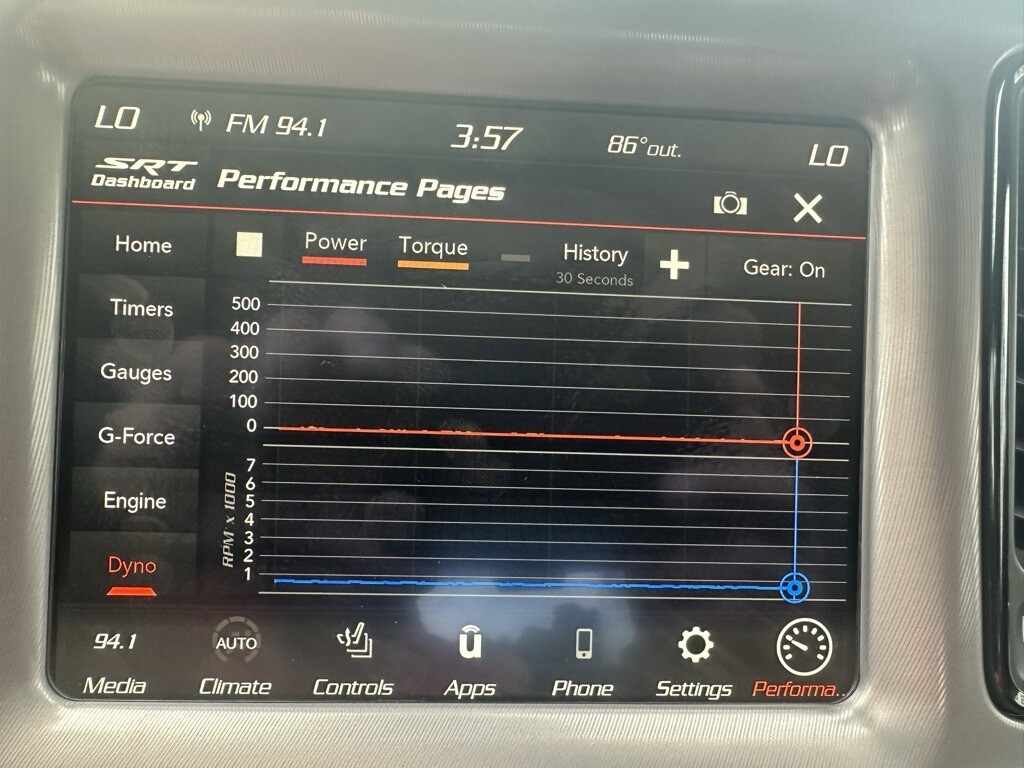 LO FM 94.1 3:57 86° out. LO
SRT
Dashboard
Performance Pages
Home
Power
Torque
History
30 Seconds
Gear: On
Timers
Gauges
G-Force
Engine
Dyno
500
400
300
200
100
0
RPM x 1000
7
6
5
4
3
2
1
94.1
AUTO
ū
Media
Climate
Controls
Apps
Phone
Settings
Performa..